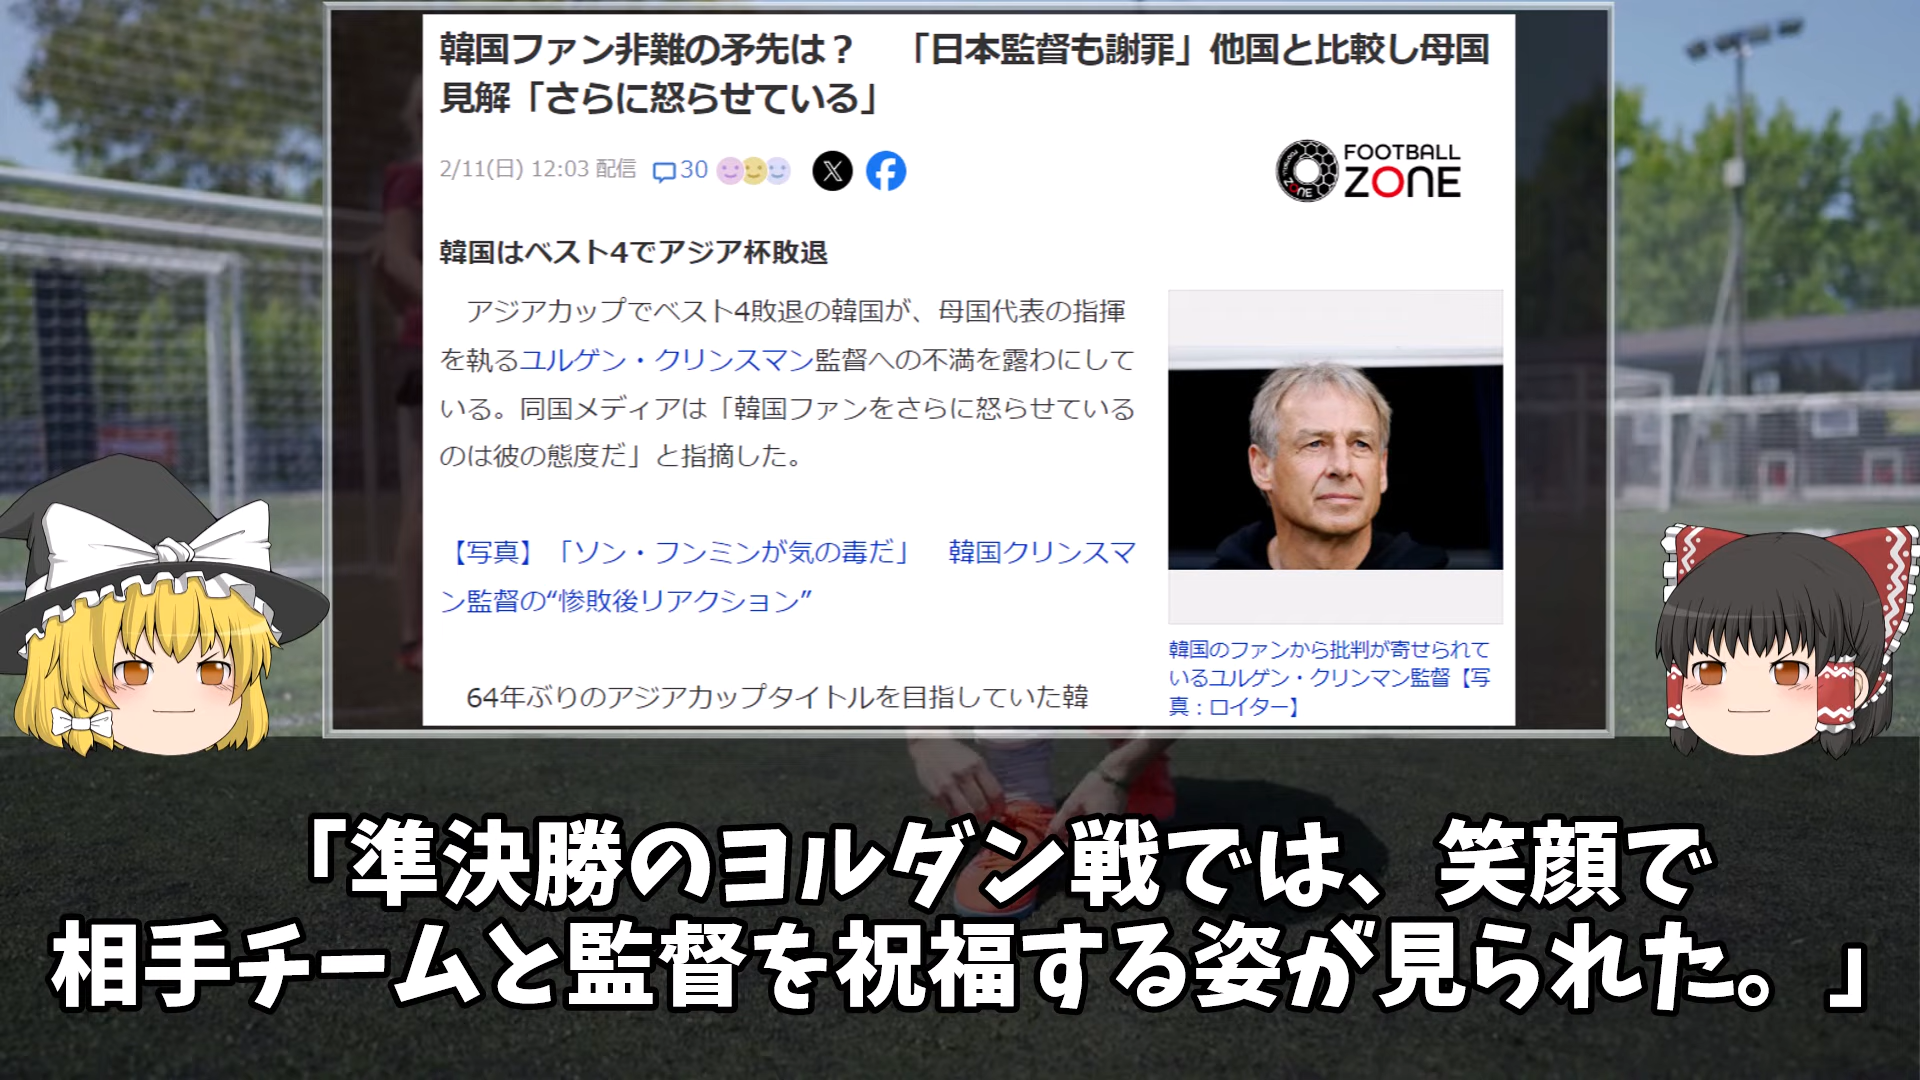 韓国ファン非難の矛先は？　「日本監督も謝罪」他国と比較し母国
見解「さらに怒らせている」
2/11(日) 12:03 配信 30
FOOTBALL
ZONE
韓国はベスト4でアジア杯敗退
アジアカップでベスト4敗退の韓国が、母国代表の指揮
を執るユルゲン・クリンスマン監督への不満を露わにして
いる。同国メディアは「韓国ファンをさらに怒らせている
のは彼の態度だ」と指摘した。
【写真】「ソン・フンミンが気の毒だ」　韓国クリンスマ
ン監督の“惨敗後リアクション”
64年ぶりのアジアカップタイトルを目指していた韓
韓国のファンから批判が寄せられて
いるユルゲン・クリンマン監督【写
真：ロイター】
「準決勝のヨルダン戦では、笑顔で
相手チームと監督を祝福する姿が見られた。」